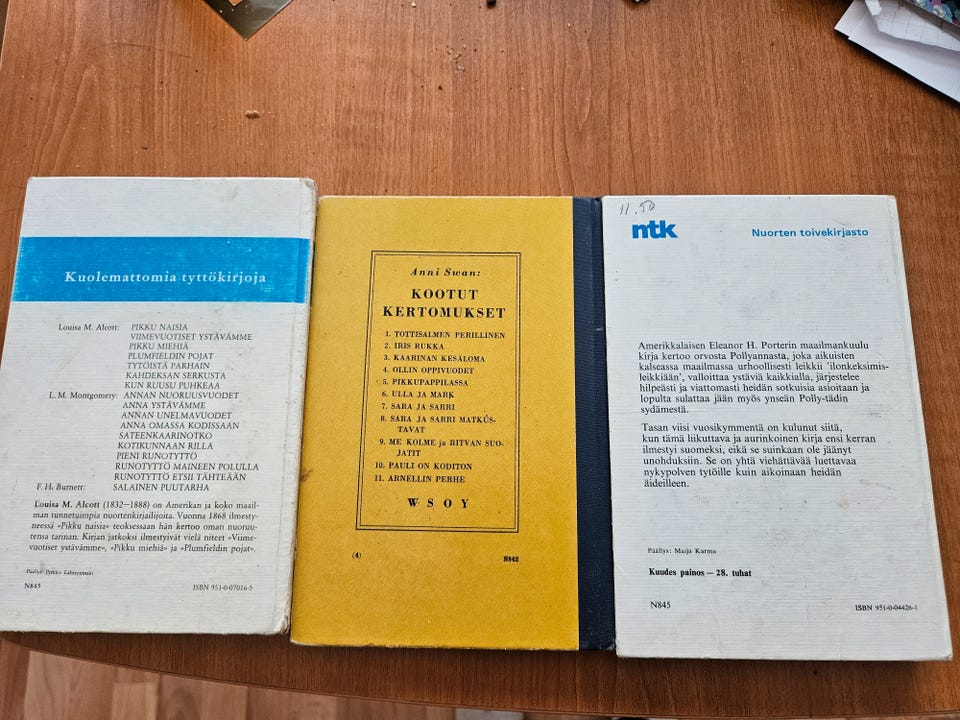 Kuolemattomia tyttökirjoja
Louisa M. Alcott: PIKKU NAISIA
VIIMEVUOTISET YSTÄVÄMME
PIKKU MIEHIÄ
PLUMFIELDIN POJAT
TYTÖISTÄ PARHAIN
KAHDEKSAN SERKUSTA
KUN RUUSU PUHKEAA
L. M. Montgomery: ANNAN NUORUUSVUODET
ANNA YSTÄVÄMME
ANNAN UNELMAVUODET
ANNA OMASSA KODISSAAN
SATEENKAARINOTKO
KOTIKUNNAAN RILLA
PIENI RUNOTYTTÖ
RUNOTYTTÖ MAINEEN POLULLA
RUNOTYTTÖ ETSII TÄHTEÄÄN
F. H. Burnett: SALAINEN PUUTARHA
Louisa M. Alcott (1832–1888) on Amerikan ja koko maail-
man tunnetuimpia nuortenkirjailijoita. Vuonna 1868 ilmesty-
neessä »Pikku naisia» teoksessaan hän kertoo oman nuoruu-
tensa tarinan. Kirjan jatkoksi ilmestyivät vielä niteet »Viime-
vuotiset ystävämme», »Pikku miehiä» ja »Plumfieldin pojat».
Päällys: Pirkko Lähteenmäki
N845 ISBN 951-0-07016-5
Anni Swan:
KOOTUT
KERTOMUKSET
1. TOTTISALMEN PERILLINEN
2. IRIS RUKKA
3. KAARINAN KESÄLOMA
4. OLLIN OPPIVUODET
5. PIKKUPAPPILASSA
6. ULLA JA MARK
7. SARA JA SARRI
8. SARA JA SARRI MATKUS-
TAVAT
9. ME KOLME ja RITVAN SUO-
JATIT
10. PAULI ON KODITON
11. ARNELLIN PERHE
WSOY
(4) N842
11.50
ntk Nuorten toivekirjasto
Amerikkalaisen Eleanor H. Porterin maailmankuulu
kirja kertoo orvosta Pollyannasta, joka aikuisten
kalseassa maailmassa urhoollisesti leikkii 'ilonkeksimis-
leikkiään', valloittaa ystäviä kaikkialla, järjestelee
hilpeästi ja viattomasti heidän sotkuisia asioitaan ja
lopulta sulattaa jään myös ynseän Polly-tädin
sydämestä.
Tasan viisi vuosikymmentä on kulunut siitä,
kun tämä liikuttava ja aurinkoinen kirja ensi kerran
ilmestyi suomeksi, eikä se suinkaan ole jäänyt
unohduksiin. Se on yhtä viehättävää luettavaa
nykypolven tytöille kuin aikoinaan heidän
äideilleen.
Päällys: Maija Karma
Kuudes painos — 28. tuhat
N845 ISBN 951-0-04426-1